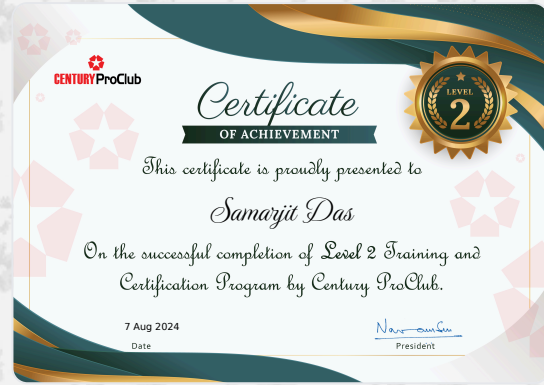 CENTURY ProClub
Certificate
LEVEL
2
OF ACHIEVEMENT
This certificate is proudly presented to
Samarjit Das
On the successful completion of Level 2 Training and
Certification Program by Century ProClub.
7 Aug 2024
Date
President